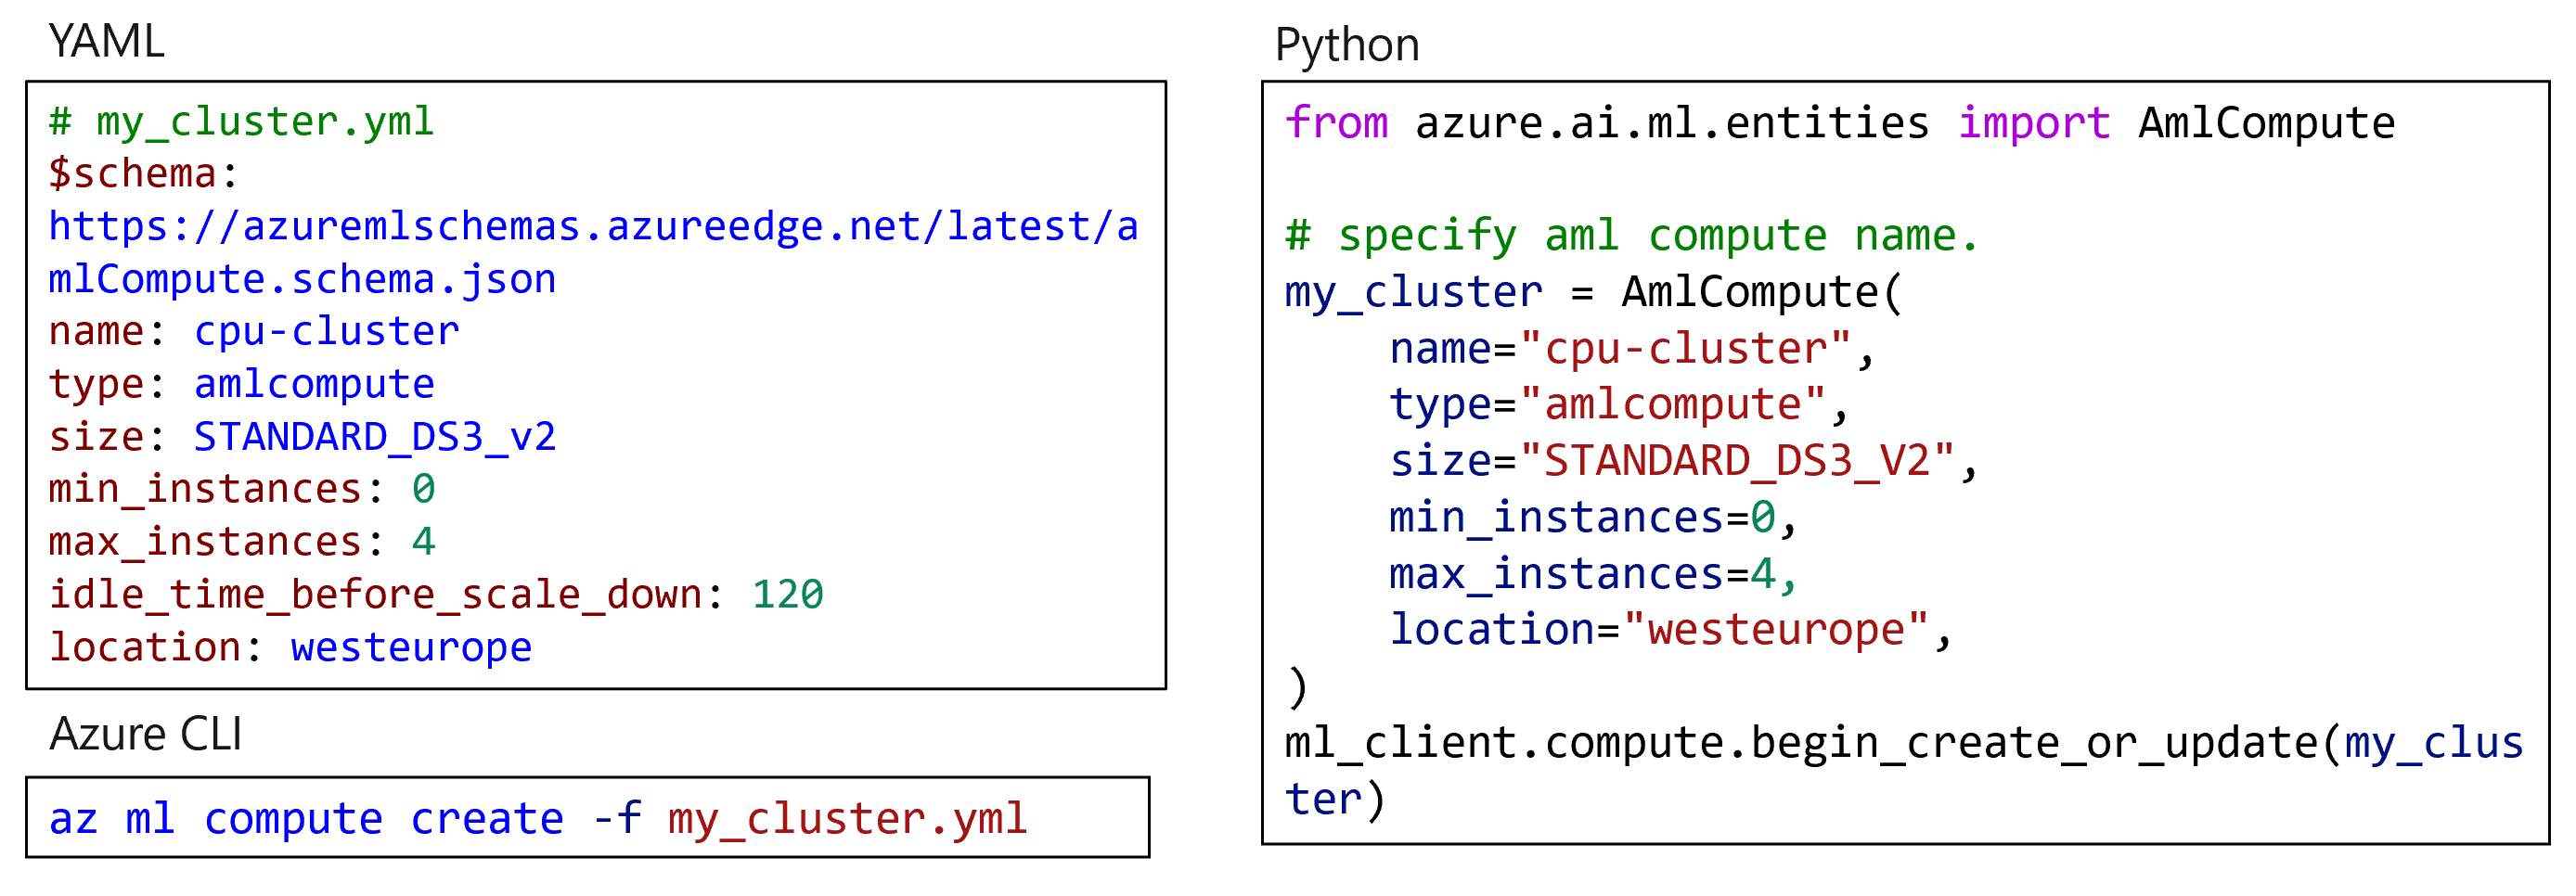 YAML
# my_cluster.yml
$schema:
https://azuremlschemas.azureedge.net/latest/a
mlCompute.schema.json
name: cpu-cluster
type: amlcompute
size: STANDARD_DS3_v2
min_instances: 0
max_instances: 4
idle_time_before_scale_down: 120
location: westeurope
Azure CLI
az ml compute create -f my_cluster.yml
Python
from azure.ai.ml.entities import AmlCompute
# specify aml compute name.
my_cluster = AmlCompute(
    name="cpu-cluster",
    type="amlcompute",
    size="STANDARD_DS3_V2",
    min_instances=0,
    max_instances=4,
    location="westeurope",
)
ml_client.compute.begin_create_or_update(my_clus
ter)